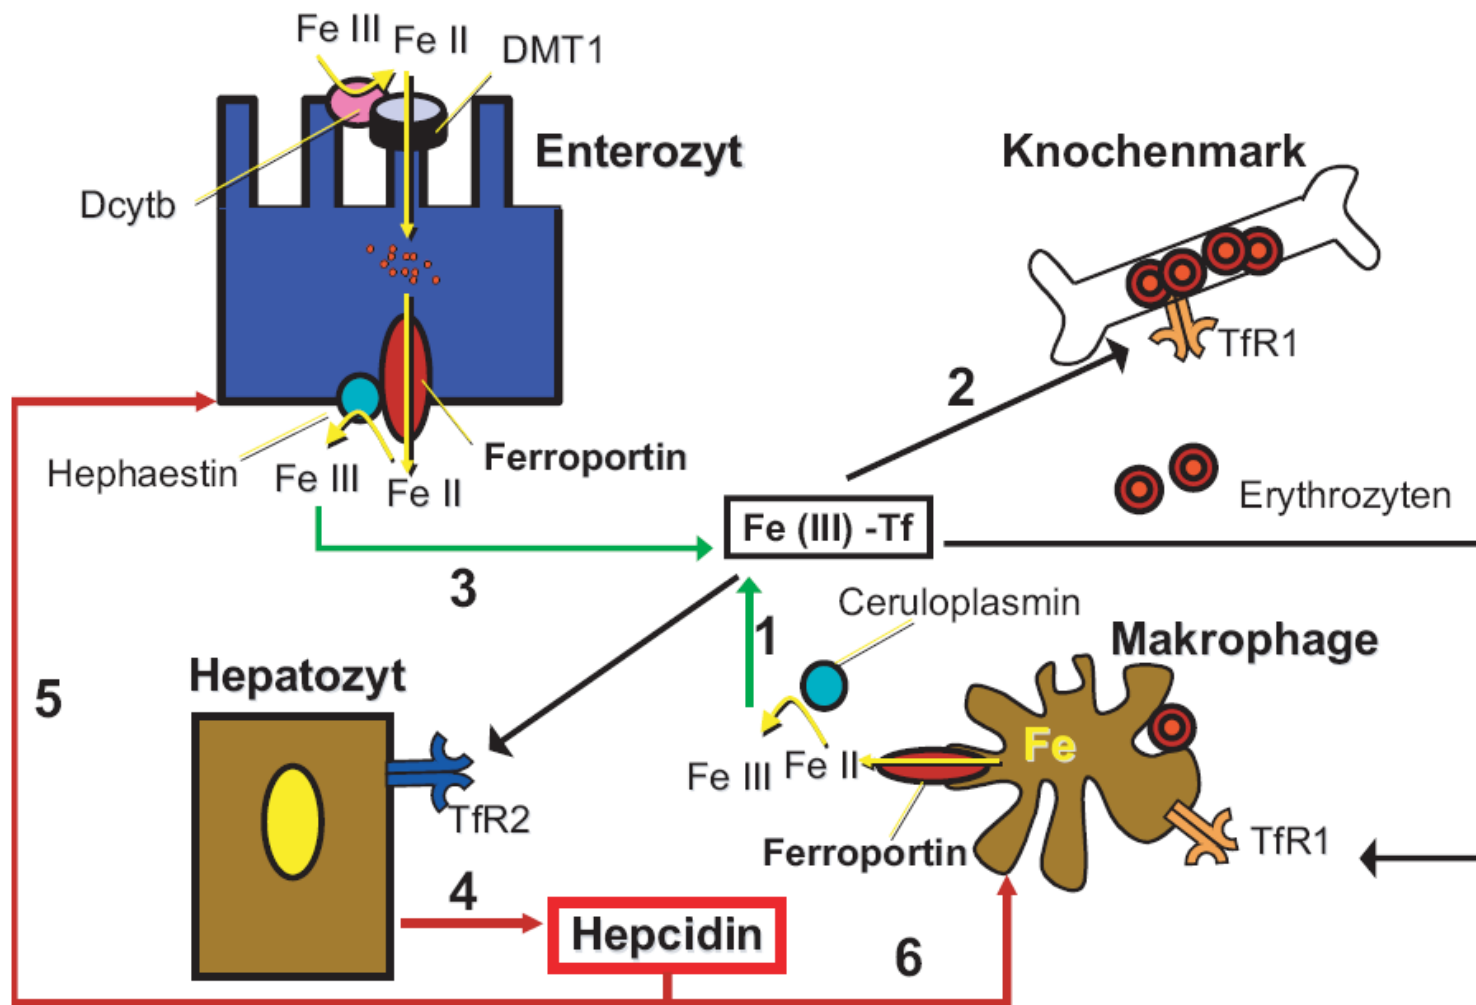 Fe III
Fe II
DMT1
Enterozyt
Knochenmark
Dcytb
TfR1
2
Hephaestin
Fe III
Fe II
Ferroportin
Erythrozyten
Fe (III) -Tf
3
1
Ceruloplasmin
Makrophage
5
Hepatozyt
Fe
Fe III
Fe II
TfR2
Ferroportin
TfR1
4
Hepcidin
6